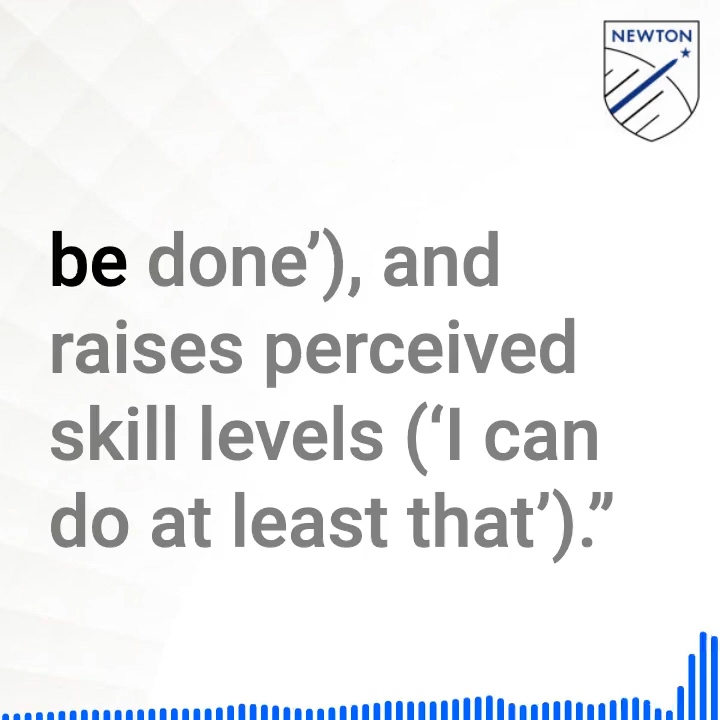 NEWTON
be done’), and
raises perceived
skill levels (‘I can
do at least that’).”